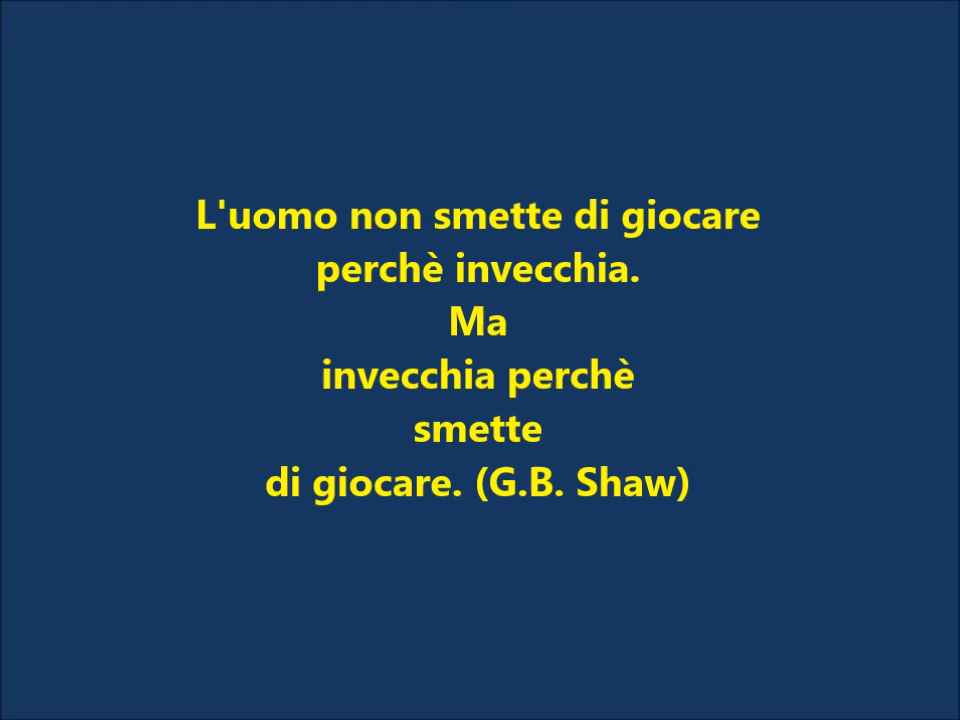 L'uomo non smette di giocare
perchè invecchia.
Ma
invecchia perchè
smette
di giocare. (G.B. Shaw)